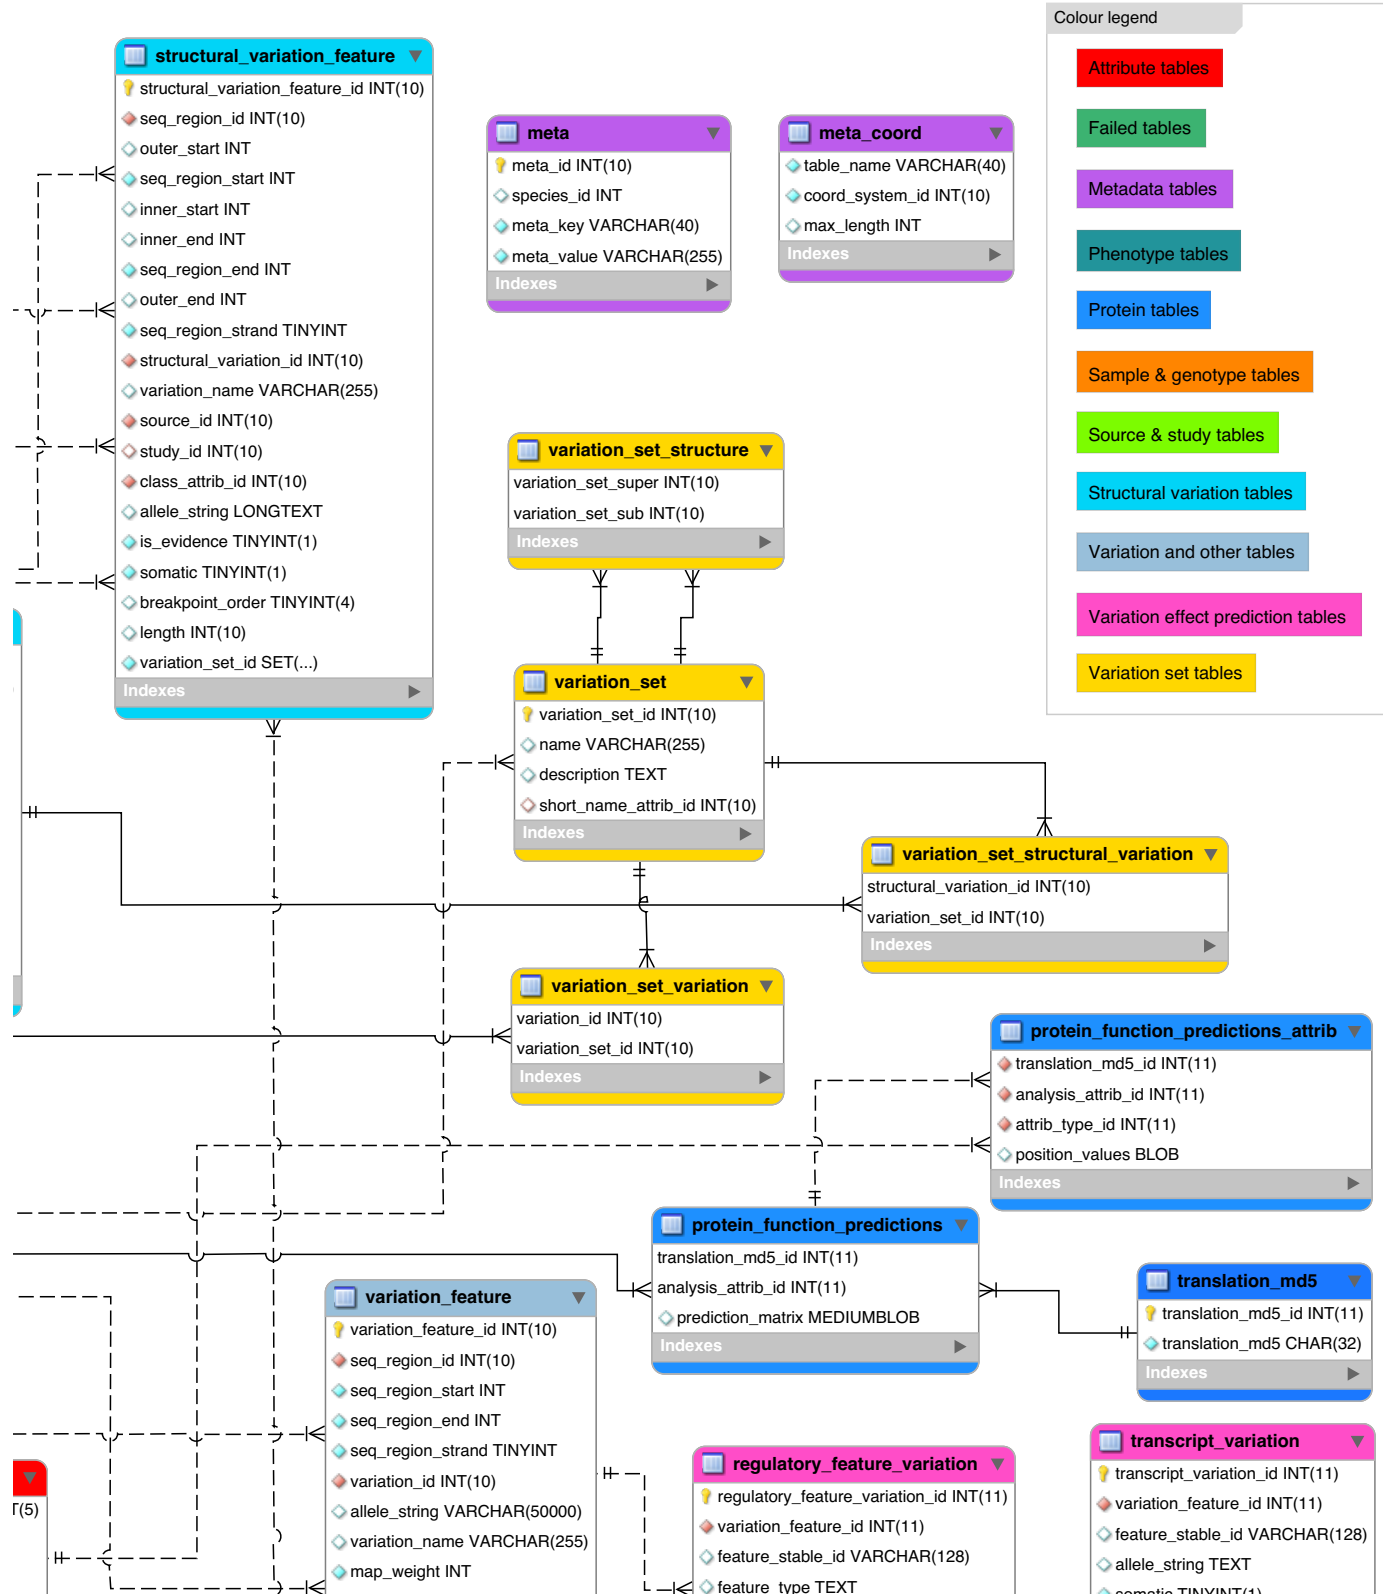 structural_variation_feature
structural_variation_feature_id INT(10)
seq_region_id INT(10)
outer_start INT
seq_region_start INT
inner_start INT
inner_end INT
seq_region_end INT
outer_end INT
seq_region_strand TINYINT
structural_variation_id INT(10)
variation_name VARCHAR(255)
source_id INT(10)
study_id INT(10)
class_attrib_id INT(10)
allele_string LONGTEXT
is_evidence TINYINT(1)
somatic TINYINT(1)
breakpoint_order TINYINT(4)
length INT(10)
variation_set_id SET(...)
Indexes
meta
meta_id INT(10)
species_id INT
meta_key VARCHAR(40)
meta_value VARCHAR(255)
Indexes
meta_coord
table_name VARCHAR(40)
coord_system_id INT(10)
max_length INT
Indexes
Colour legend
Attribute tables
Failed tables
Metadata tables
Phenotype tables
Protein tables
Sample & genotype tables
Source & study tables
Structural variation tables
Variation and other tables
Variation effect prediction tables
Variation set tables
variation_set_structure
variation_set_super INT(10)
variation_set_sub INT(10)
Indexes
variation_set
variation_set_id INT(10)
name VARCHAR(255)
description TEXT
short_name_attrib_id INT(10)
Indexes
variation_set_structural_variation
structural_variation_id INT(10)
variation_set_id INT(10)
Indexes
variation_set_variation
variation_id INT(10)
variation_set_id INT(10)
Indexes
protein_function_predictions_attrib
translation_md5_id INT(11)
analysis_attrib_id INT(11)
attrib_type_id INT(11)
position_values BLOB
Indexes
protein_function_predictions
translation_md5_id INT(11)
analysis_attrib_id INT(11)
prediction_matrix MEDIUMBLOB
Indexes
translation_md5
translation_md5_id INT(11)
translation_md5 CHAR(32)
Indexes
variation_feature
variation_feature_id INT(10)
seq_region_id INT(10)
seq_region_start INT
seq_region_end INT
seq_region_strand TINYINT
variation_id INT(10)
allele_string VARCHAR(50000)
variation_name VARCHAR(255)
map_weight INT
T(5)
regulatory_feature_variation
regulatory_feature_variation_id INT(11)
variation_feature_id INT(11)
feature_stable_id VARCHAR(128)
feature_type TEXT
transcript_variation
transcript_variation_id INT(11)
variation_feature_id INT(11)
feature_stable_id VARCHAR(128)
allele_string TEXT
somatic TINYINT(1)